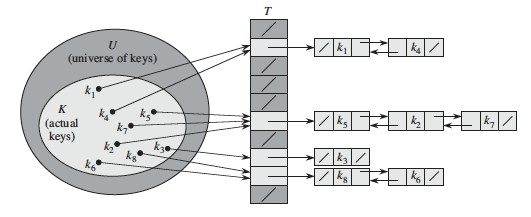 T
U
(universe of keys)
K
(actual
keys)
k1
k4
k5
k7
k2
k8
k3
k6
/
/ k1
k4 /
/
/
/
/ k5
k2
k7 /
/
/ k3 /
/ k8
k6 /
/